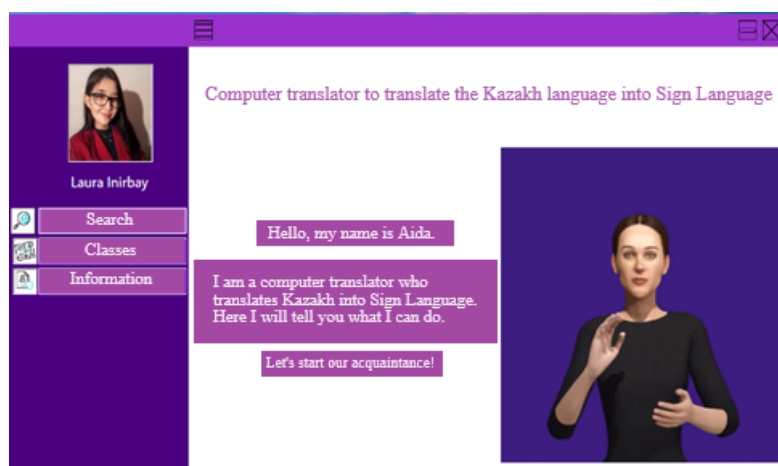 Computer translator to translate the Kazakh language into Sign Language
Laura Inirbay
Search
Classes
Information
Hello, my name is Aida.
I am a computer translator who
translates Kazakh into Sign Language.
Here I will tell you what I can do.
Let's start our acquaintance!